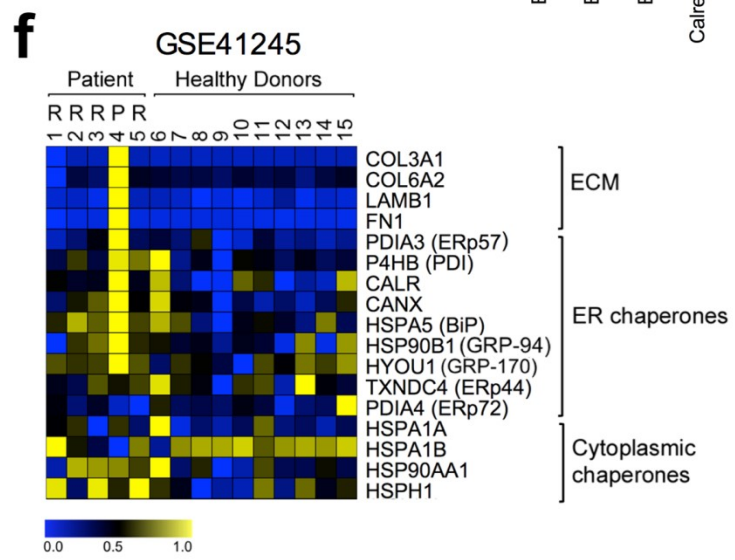 f
Calre
GSE41245
Patient Healthy Donors
R R R P R
1 2 3 4 5 6 7 8 9 10 11 12 13 14 15
COL3A1
COL6A2
LAMB1
FN1
ECM
PDIA3 (ERp57)
P4HB (PDI)
CALR
CANX
HSPA5 (BiP)
HSP90B1 (GRP-94)
HYOU1 (GRP-170)
TXNDC4 (ERp44)
PDIA4 (ERp72)
ER chaperones
HSPA1A
HSPA1B
HSP90AA1
HSPH1
Cytoplasmic
chaperones
0.0 0.5 1.0